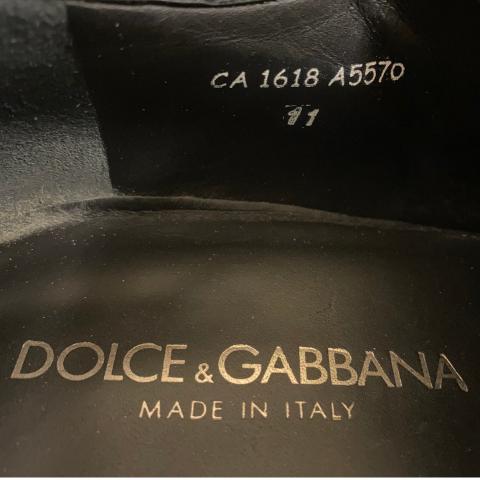 CA 1618 A5570
11
DOLCE & GABBANA
MADE IN ITALY